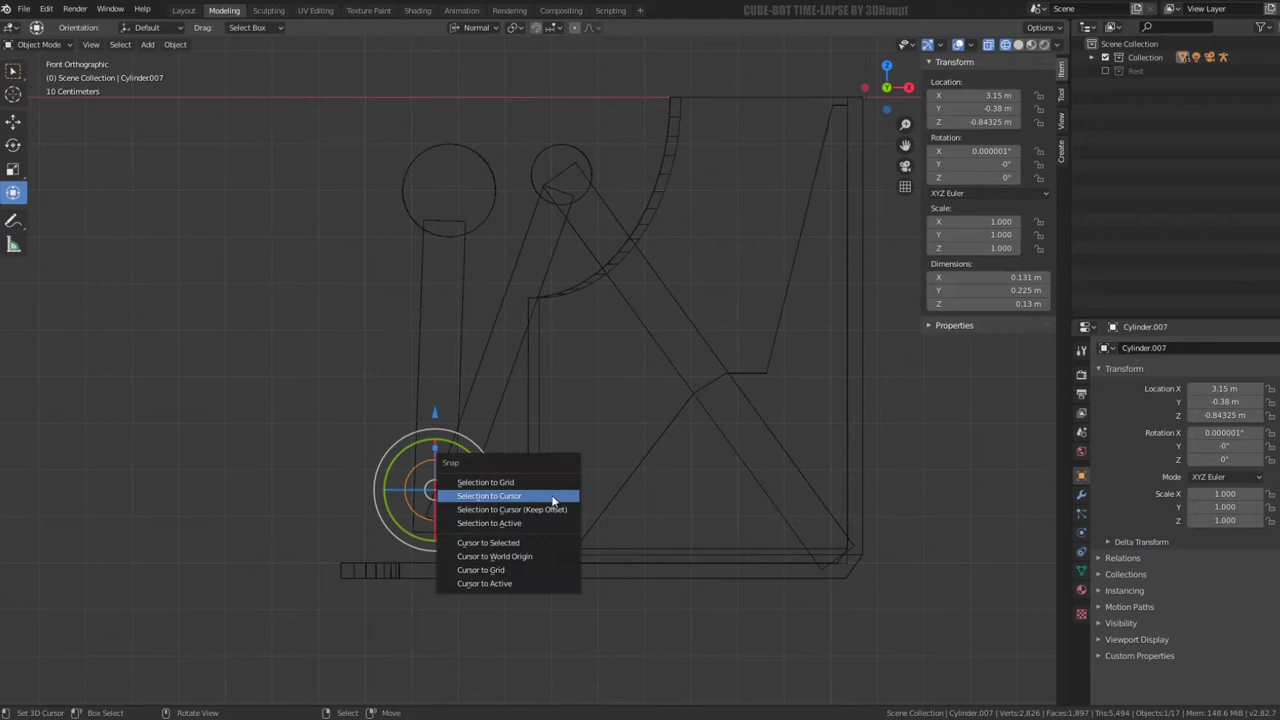 File Edit Render Window Help Layout Modeling Sculpting UV Editing Texture Paint Shading Animation Rendering Compositing Scripting CUBE-BOT TIME-LAPSE BY 3DHaupt Scene View Layer
Orientation: Default Drag: Select Box Normal Options
Object Mode View Select Add Object
Front Orthographic
(0) Scene Collection | Cylinder.007
10 Centimeters
Transform
Location:
X 3.15 m
Y -0.38 m
Z -0.84325 m
Rotation:
X 0.000001°
Y -0°
Z 0°
XYZ Euler
Scale:
X 1.000
Y 1.000
Z 1.000
Dimensions:
X 0.131 m
Y 0.225 m
Z 0.13 m
Properties
Item
Tool
View
Create
Z
Y
X
Snap
Selection to Grid
Selection to Cursor
Selection to Cursor (Keep Offset)
Selection to Active
Cursor to Selected
Cursor to World Origin
Cursor to Grid
Cursor to Active
Scene Collection
Collection
Rest
Cylinder.007
Cylinder.007
Transform
Location X 3.15 m
Y -0.38 m
Z -0.84325 m
Rotation X 0.000001°
Y -0°
Z 0°
Mode XYZ Euler
Scale X 1.000
Y 1.000
Z 1.000
Delta Transform
Relations
Collections
Instancing
Motion Paths
Visibility
Viewport Display
Custom Properties
Set 3D Cursor Box Select Rotate View Select Move Scene Collection | Cylinder.007 | Verts:2,826 | Faces:1,897 | Tris:5,494 | Objects:1/17 | Mem: 148.6 MiB | v2.82.7